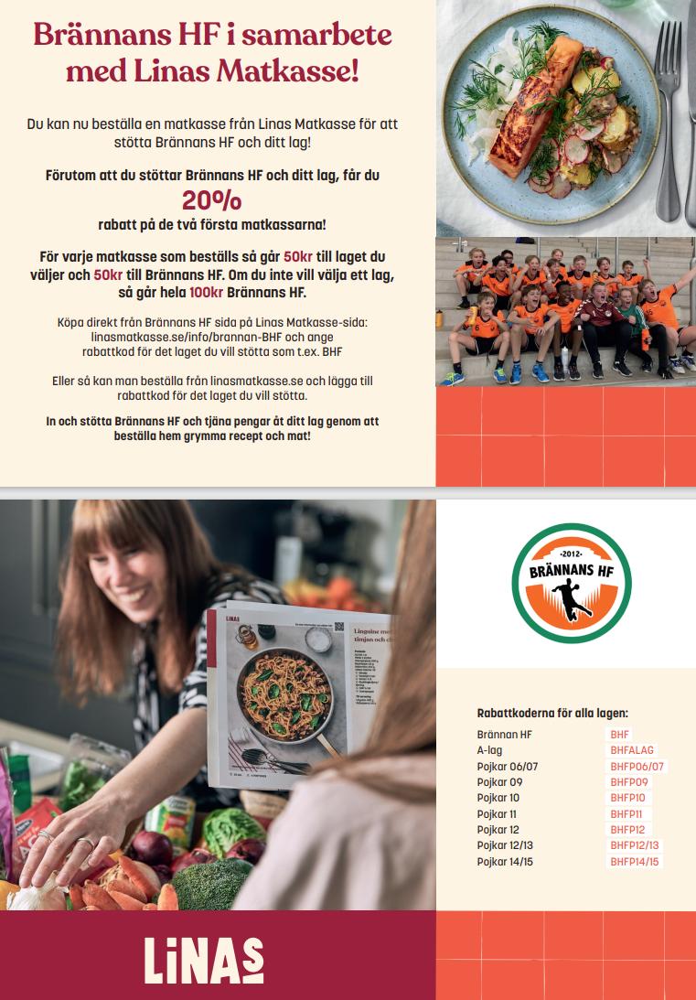 Brännans HF i samarbete
med Linas Matkasse!
Du kan nu beställa en matkasse från Linas Matkasse för att
stötta Brännans HF och ditt lag!
Förutom att du stöttar Brännans HF och ditt lag, får du
20%
rabatt på de två första matkassarna!
För varje matkasse som beställs så går 50kr till laget du
väljer och 50kr till Brännans HF. Om du inte vill välja ett lag,
så går hela 100kr Brännans HF.
Köpa direkt från Brännans HF sida på Linas Matkasse-sida:
linasmatkasse.se/info/brannan-BHF och ange
rabattkod för det laget du vill stötta som t.ex. BHF
Eller så kan man beställa från linasmatkasse.se och lägga till
rabattkod för det laget du vill stötta.
In och stötta Brännans HF och tjäna pengar åt ditt lag genom att
beställa hem grymma recept och mat!
6
15
LINAS
Linguine med
timjan och
·2012·
BRÄNNANS HF
Rabattkoderna för alla lagen:
Brännan HF BHF
A-lag BHFALAG
Pojkar 06/07 BHFP06/07
Pojkar 09 BHFP09
Pojkar 10 BHFP10
Pojkar 11 BHFP11
Pojkar 12 BHFP12
Pojkar 12/13 BHFP12/13
Pojkar 14/15 BHFP14/15
LINAS